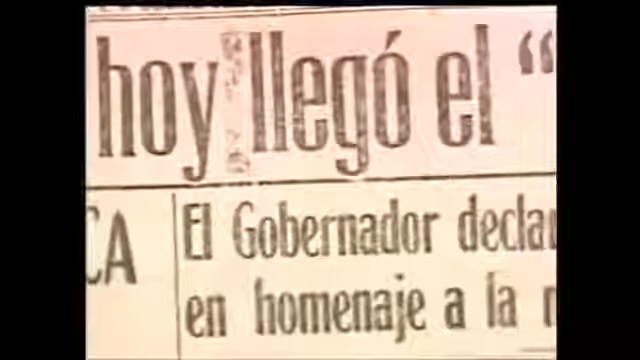 hoy llegó el “
CA
El Gobernador
en homenaje a la